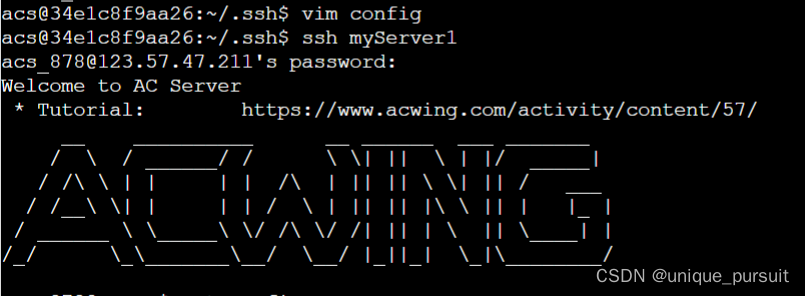 acs@34e1c8f9aa26:~/.ssh$ vim config
acs@34e1c8f9aa26:~/.ssh$ ssh myServer1
acs_878@123.57.47.211's password:
Welcome to AC Server
* Tutorial: https://www.acwing.com/activity/content/57/
ACWING
CSDN @unique_pursuit